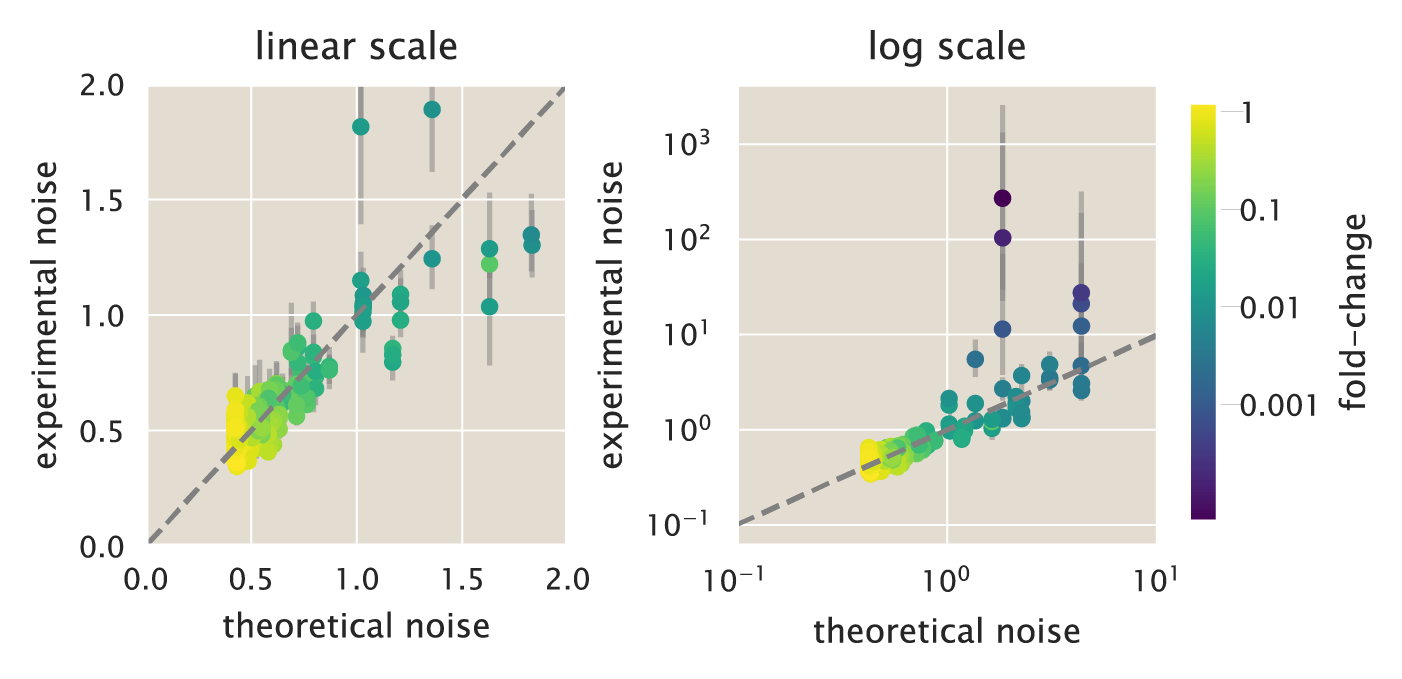 linear scale
experimental noise
2.0
1.5
1.0
0.5
0.0
0.0 0.5 1.0 1.5 2.0
theoretical noise
log scale
experimental noise
10³
10²
10¹
10⁰
10⁻¹
10⁻¹ 10⁰ 10¹
theoretical noise
1
0.1
0.01
0.001
fold-change